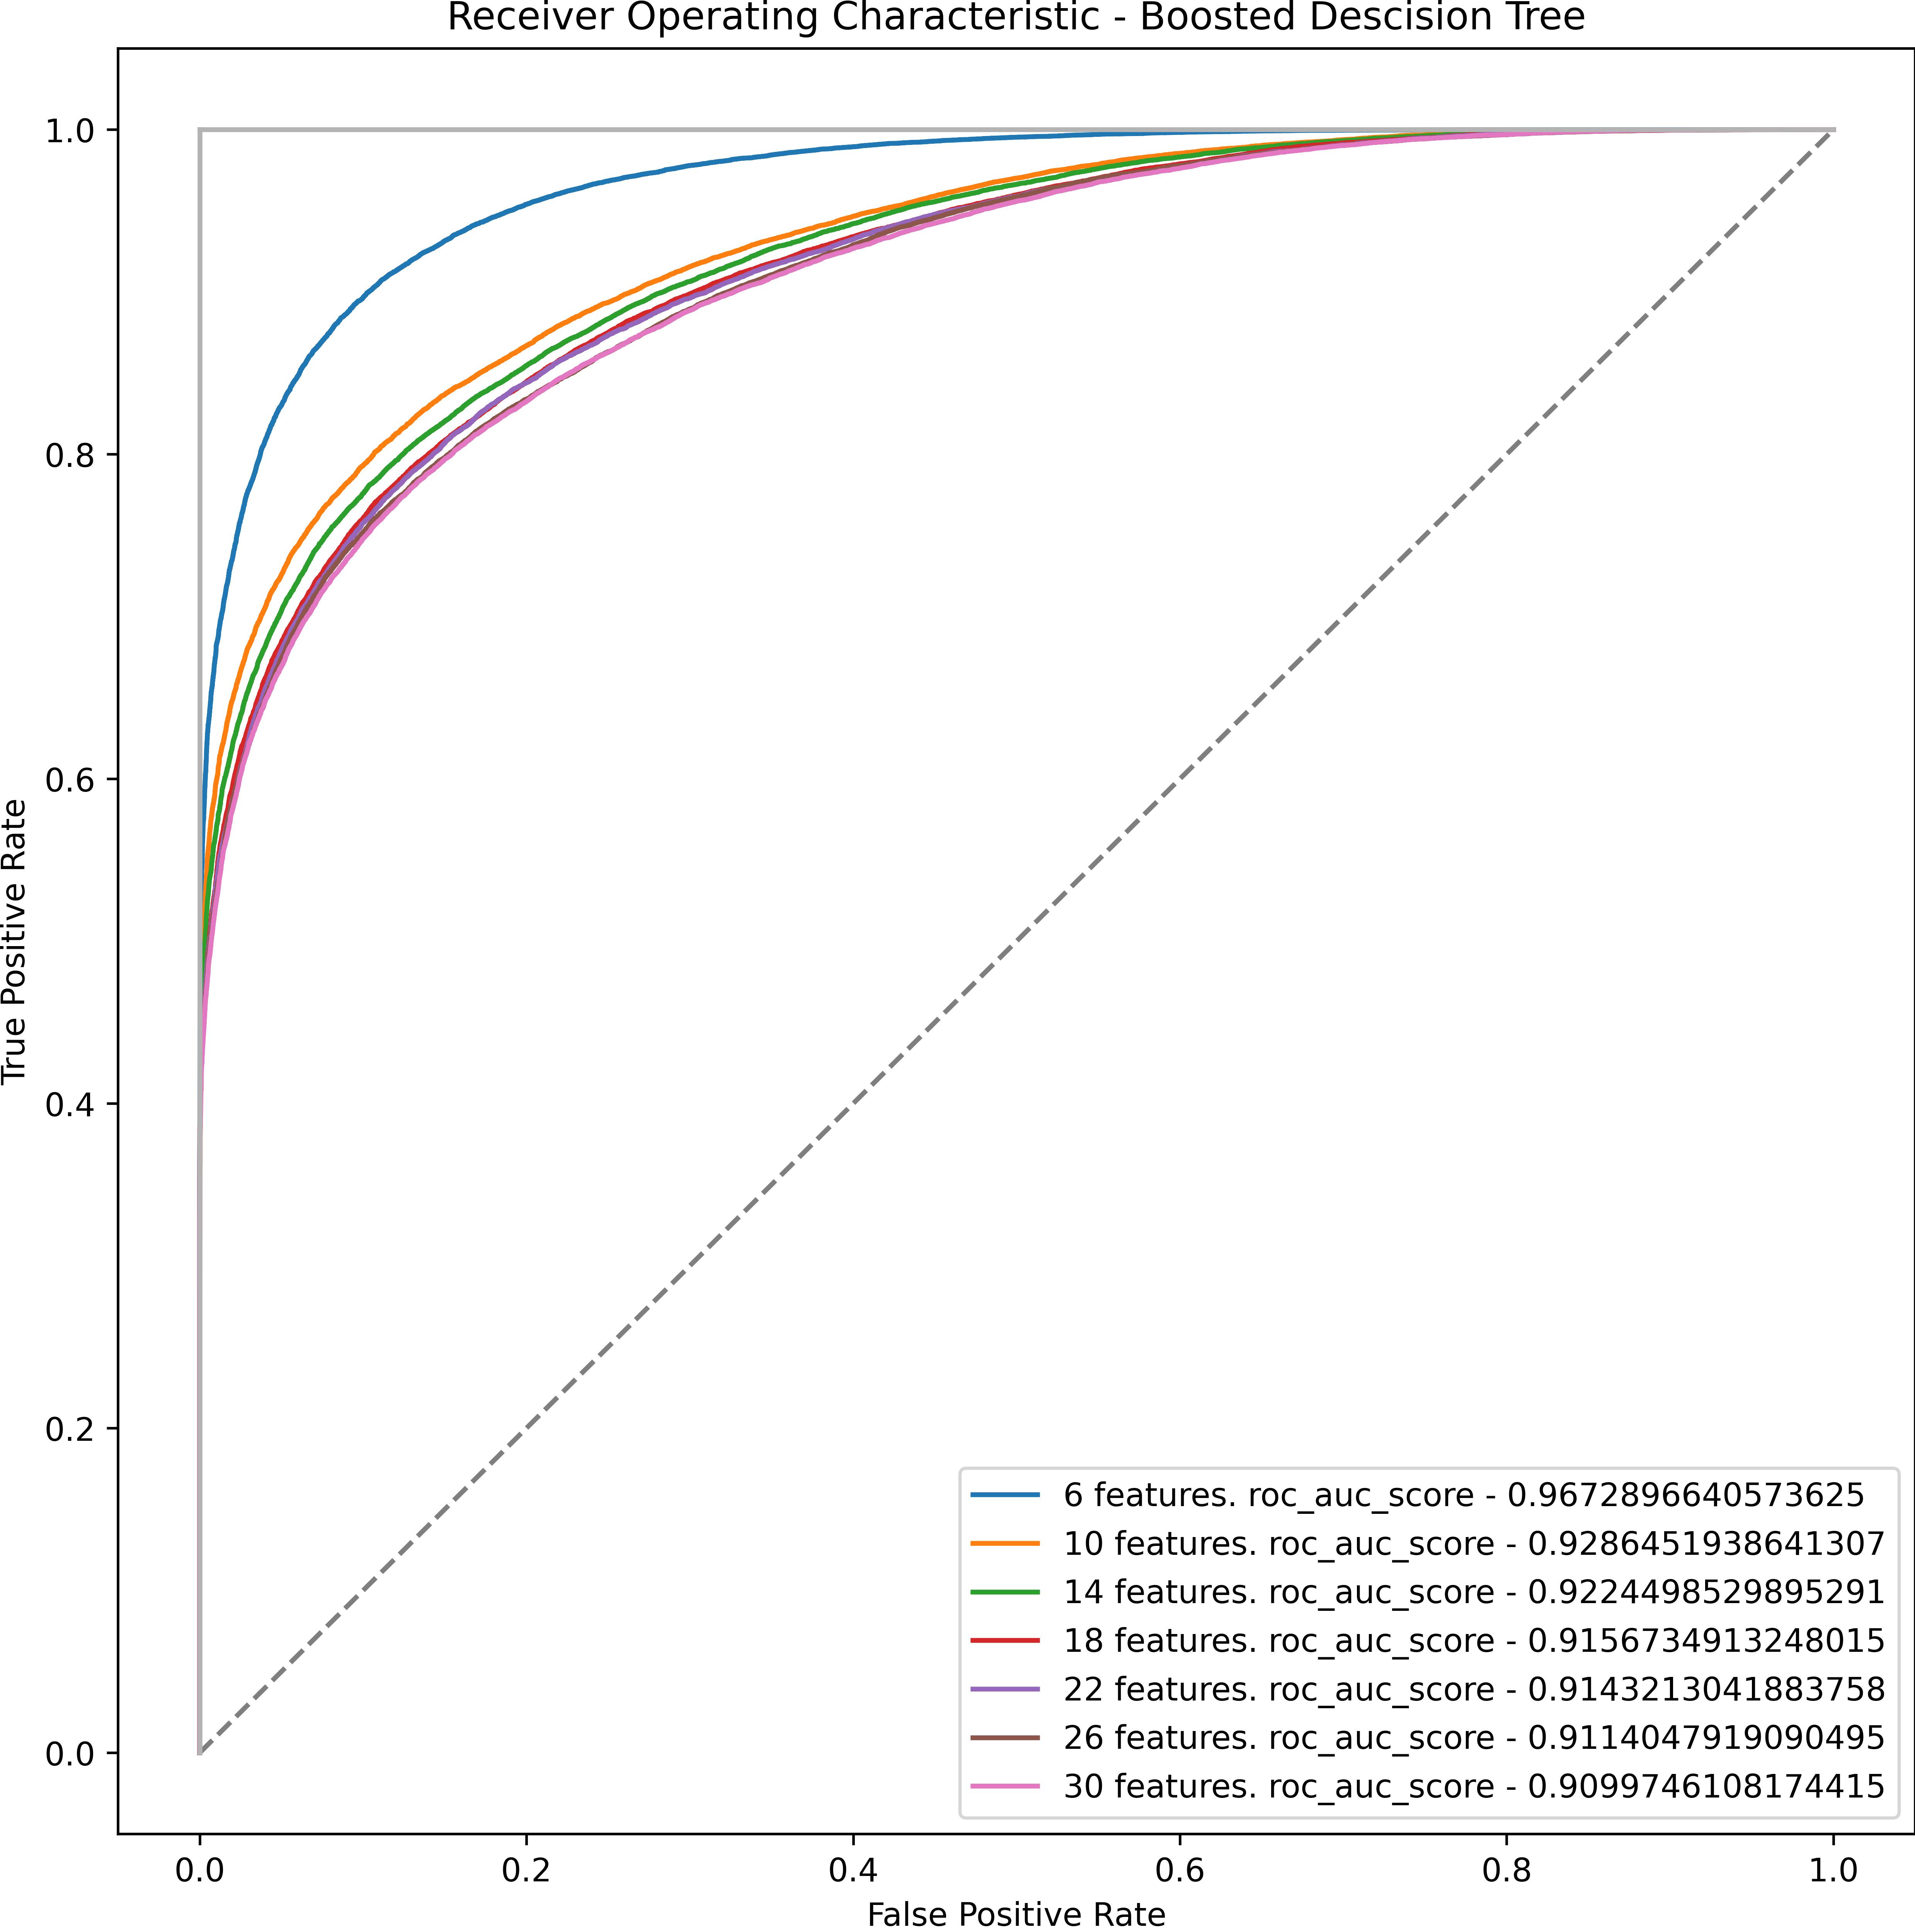 Receiver Operating Characteristic - Boosted Descision Tree
True Positive Rate
1.0
0.8
0.6
0.4
0.2
0.0
6 features. roc_auc_score - 0.9672896640573625
10 features. roc_auc_score - 0.9286451938641307
14 features. roc_auc_score - 0.9224498529895291
18 features. roc_auc_score - 0.9156734913248015
22 features. roc_auc_score - 0.9143213041883758
26 features. roc_auc_score - 0.9114047919090495
30 features. roc_auc_score - 0.9099746108174415
0.0 0.2 0.4 0.6 0.8 1.0
False Positive Rate